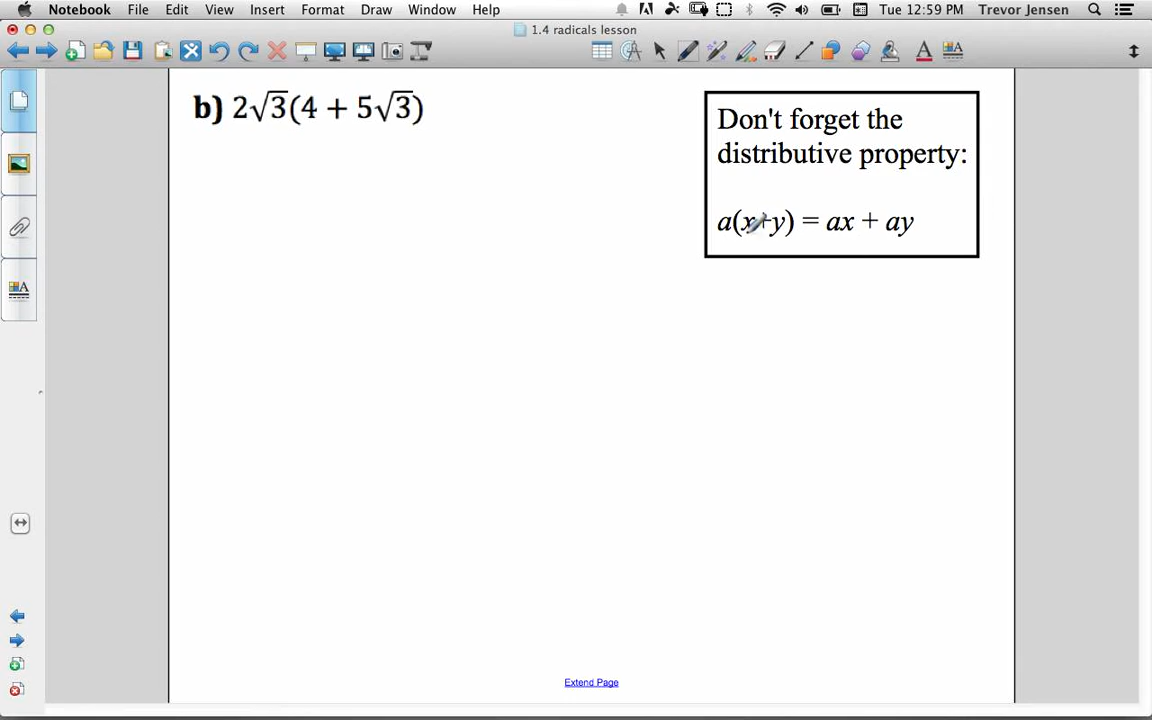 Notebook File Edit View Insert Format Draw Window Help Tue 12:59 PM Trevor Jensen
1.4 radicals lesson
b) 2√3(4 + 5√3)
Don't forget the
distributive property:
a(x+y) = ax + ay
Extend Page